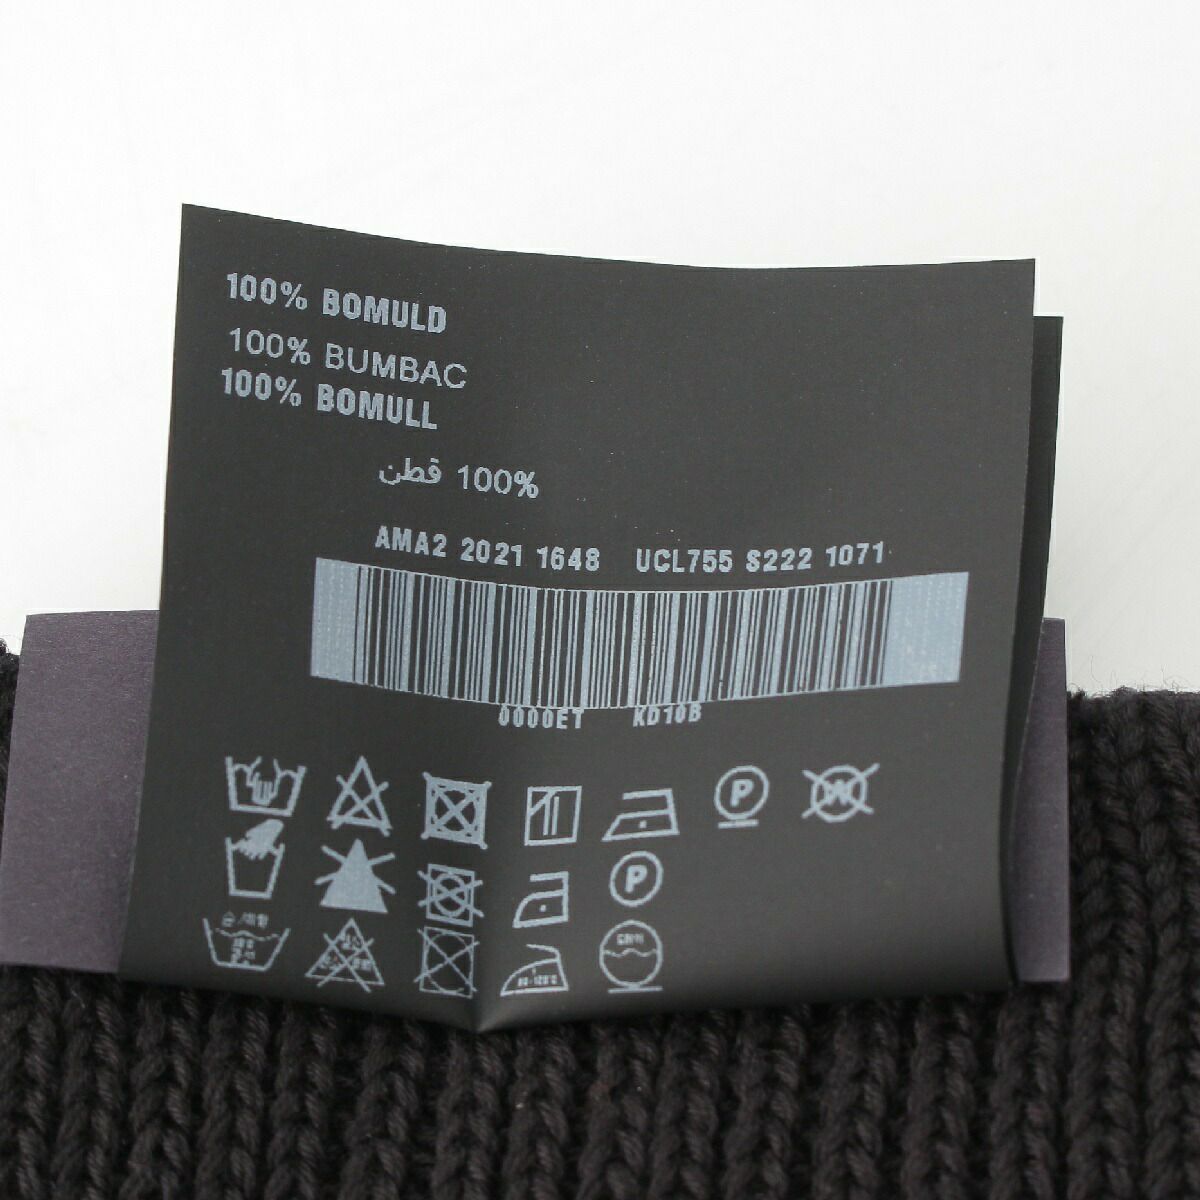 100% BOMULD
100% BUMBAC
100% BOMULL
100% قطن
AMA2 2021 1648 UCL755 S222 1071
0000ET KD10B
P W
P